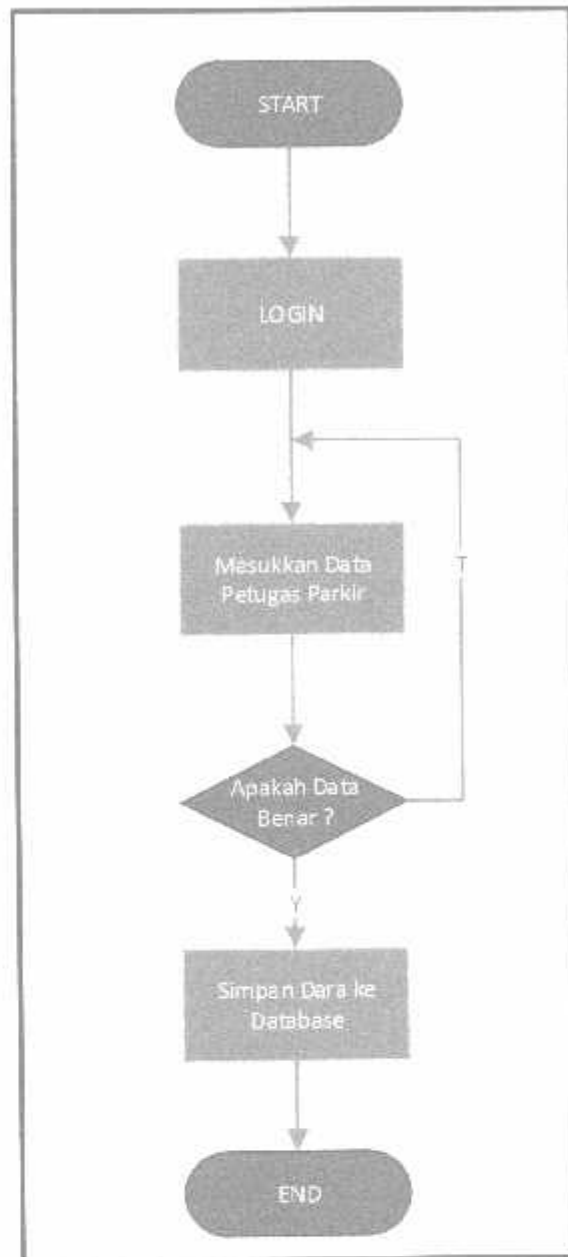 START
LOGIN
Masukkan Data
Petugas Parkir
T
Apakah Data
Benar ?
Y
Simpan Dara ke
Database
END